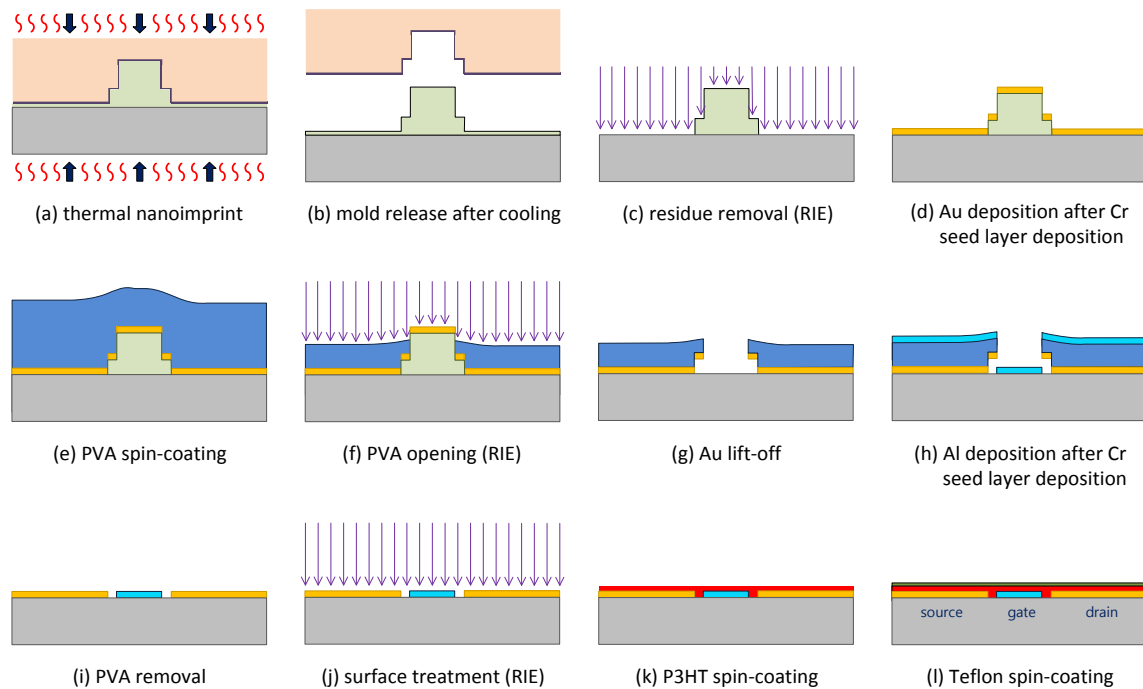 (a) thermal nanoimprint
(b) mold release after cooling
(c) residue removal (RIE)
(d) Au deposition after Cr
seed layer deposition
(e) PVA spin-coating
(f) PVA opening (RIE)
(g) Au lift-off
(h) Al deposition after Cr
seed layer deposition
(i) PVA removal
(j) surface treatment (RIE)
(k) P3HT spin-coating
source gate drain
(l) Teflon spin-coating